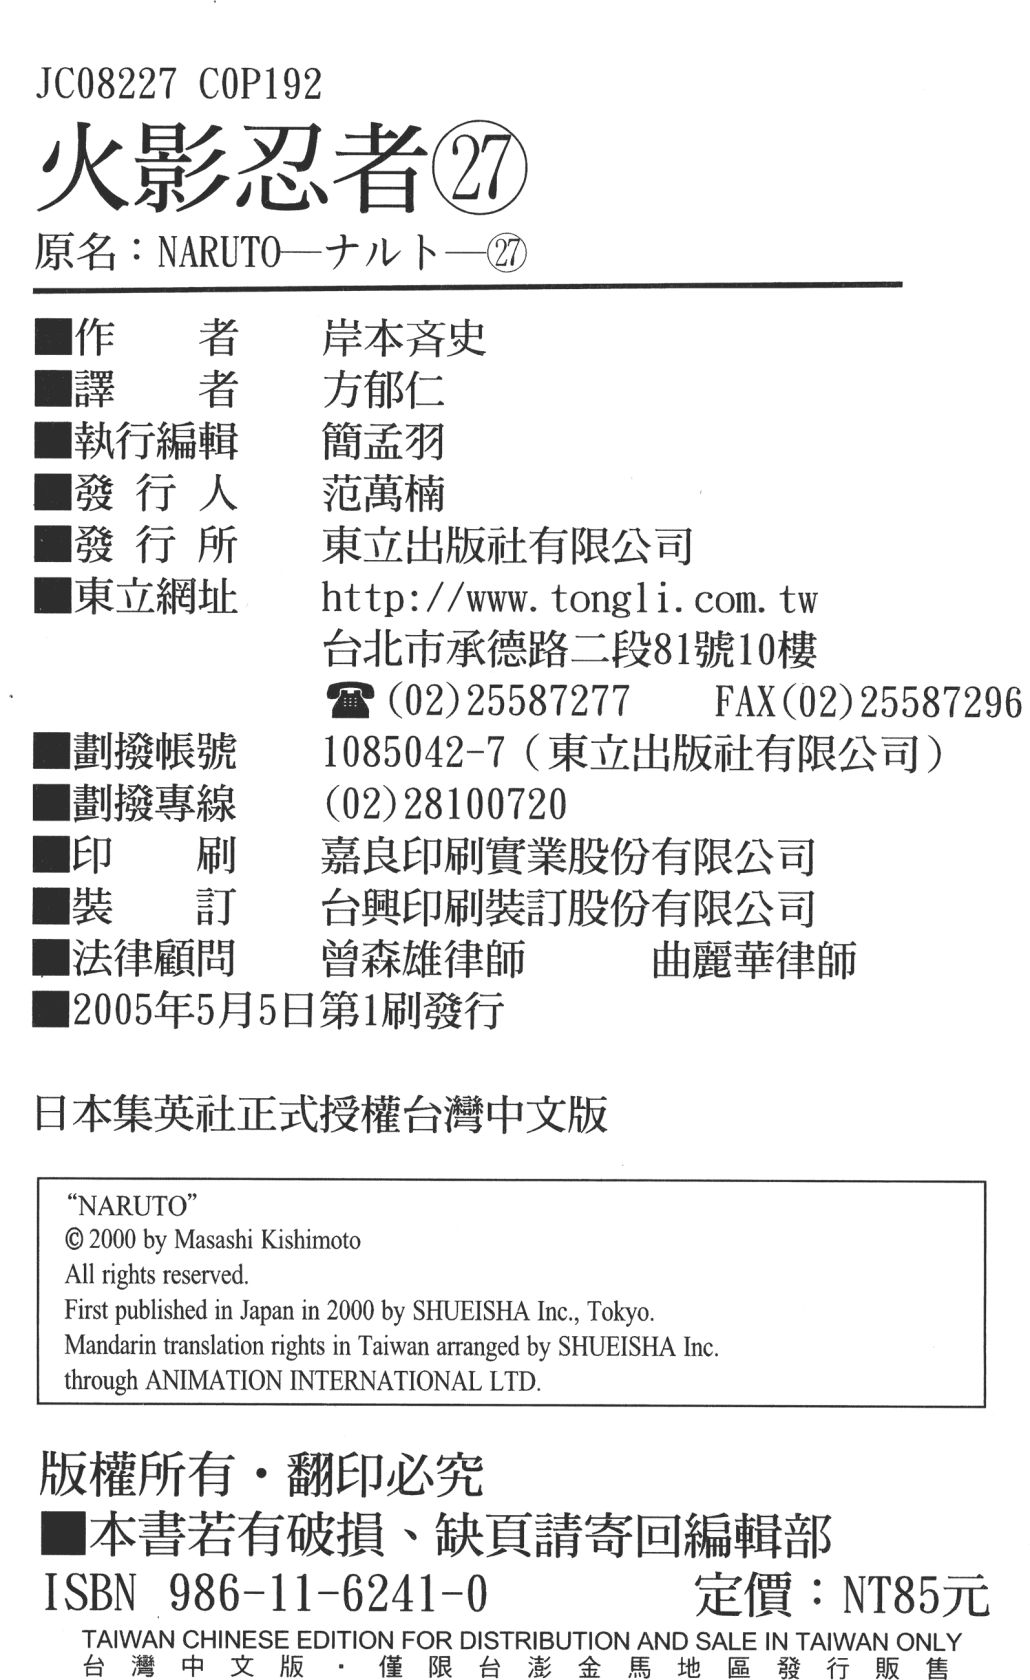 JC08227 C0P192
火影忍者㉗
原名：NARUTO—ナルト—㉗
■作者 岸本斉史
■譯者 方郁仁
■執行編輯 簡孟羽
■發行人 范萬楠
■發行所 東立出版社有限公司
■東立網址 http://www.tongli.com.tw
台北市承德路二段81號10樓
☎(02)25587277 FAX(02)25587296
■劃撥帳號 1085042-7（東立出版社有限公司）
■劃撥專線 (02)28100720
■印刷 嘉良印刷實業股份有限公司
■裝訂 台興印刷裝訂股份有限公司
■法律顧問 曾森雄律師 曲麗華律師
■2005年5月5日第1刷發行
日本集英社正式授權台灣中文版
“NARUTO”
© 2000 by Masashi Kishimoto
All rights reserved.
First published in Japan in 2000 by SHUEISHA Inc., Tokyo.
Mandarin translation rights in Taiwan arranged by SHUEISHA Inc.
through ANIMATION INTERNATIONAL LTD.
版權所有・翻印必究
■本書若有破損、缺頁請寄回編輯部
ISBN 986-11-6241-0 定價：NT85元
TAIWAN CHINESE EDITION FOR DISTRIBUTION AND SALE IN TAIWAN ONLY
台灣中文版・僅限台澎金馬地區發行販售